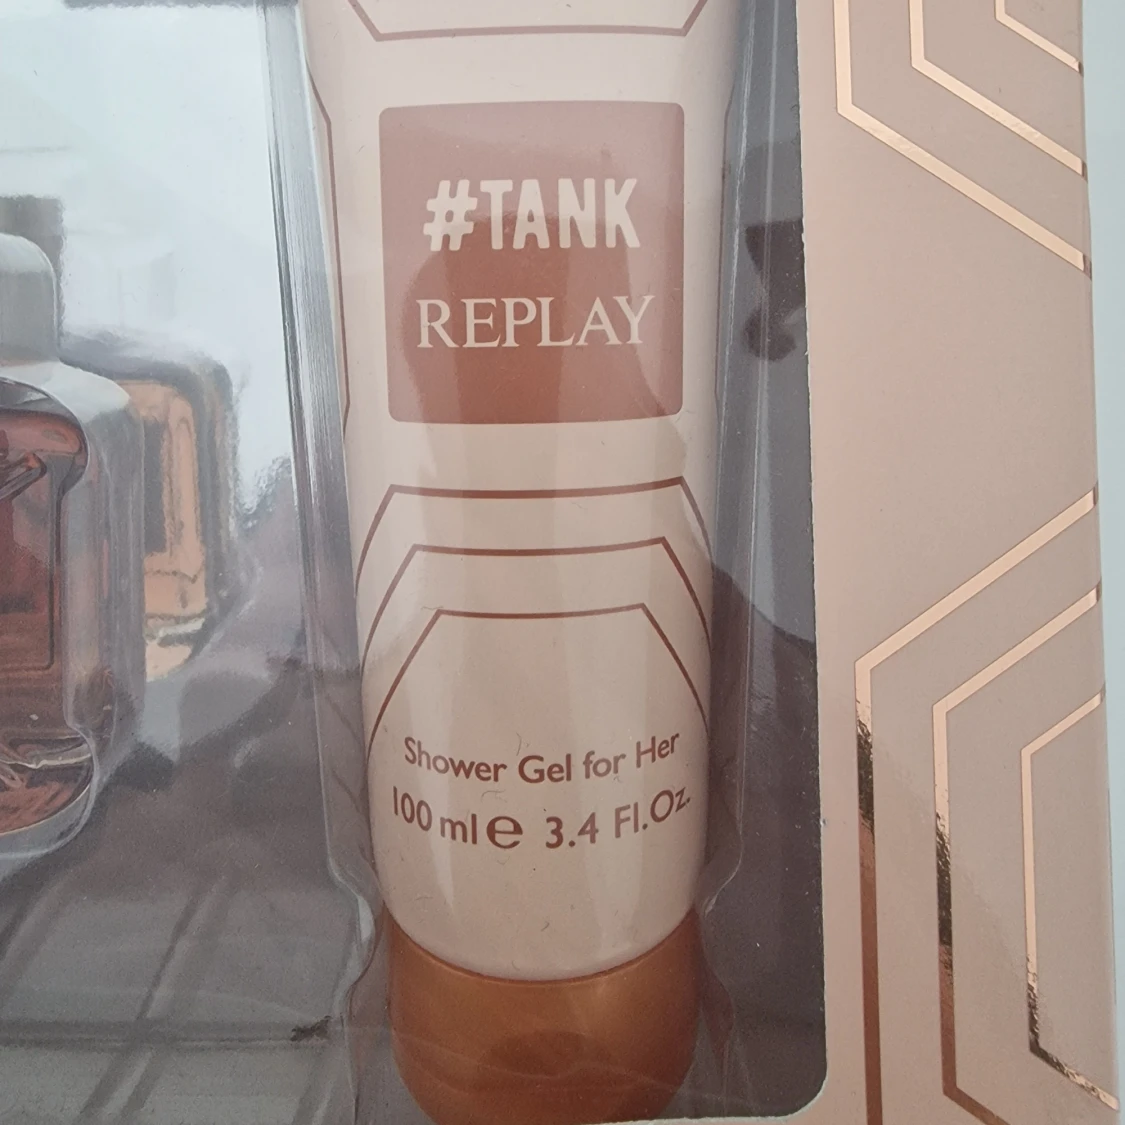 #TANK
REPLAY
Shower Gel for Her
100 ml e 3.4 Fl.Oz.